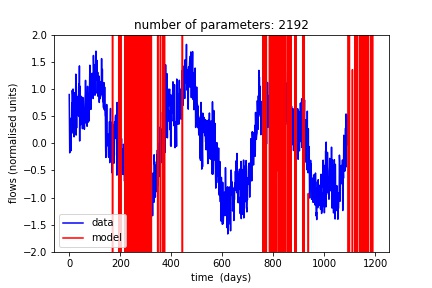 number of parameters: 2192
2.0
1.5
1.0
0.5
0.0
−0.5
−1.0
−1.5
−2.0
flows (normalised units)
data
model
0 200 400 600 800 1000 1200
time (days)